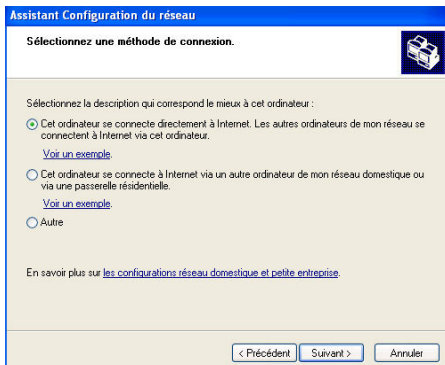 Assistant Configuration du réseau
Sélectionnez une méthode de connexion.
Sélectionnez la description qui correspond le mieux à cet ordinateur :
Cet ordinateur se connecte directement à Internet. Les autres ordinateurs de mon réseau se
connectent à Internet via cet ordinateur.
Voir un exemple.
Cet ordinateur se connecte à Internet via un autre ordinateur de mon réseau domestique ou
via une passerelle résidentielle.
Voir un exemple.
Autre
En savoir plus sur les configurations réseau domestique et petite entreprise.
< Précédent Suivant > Annuler